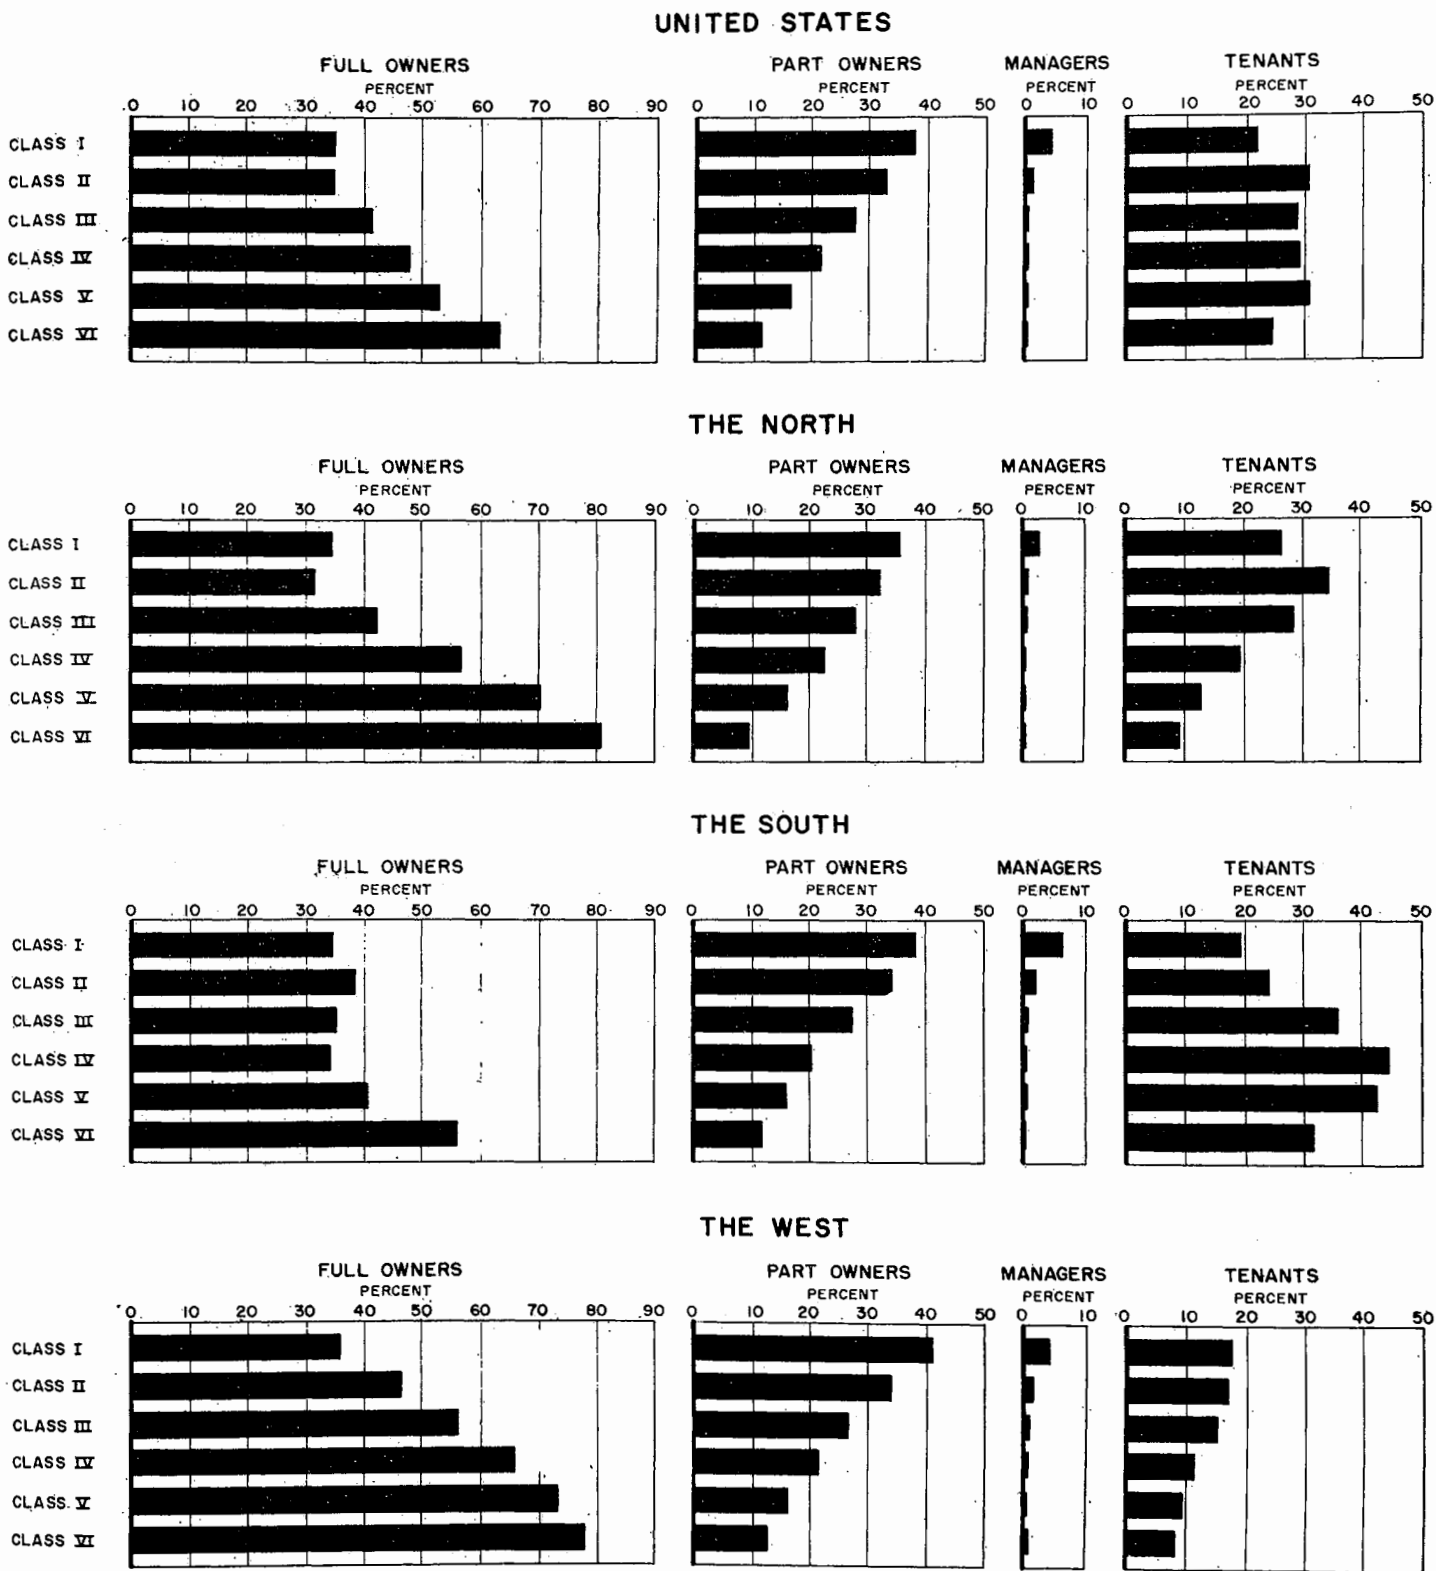 UNITED STATES
FULL OWNERS PART OWNERS MANAGERS TENANTS
PERCENT PERCENT PERCENT PERCENT
0 10 20 30 40 50 60 70 80 90 0 10 20 30 40 50 0 10 0 10 20 30 40 50
CLASS I
CLASS II
CLASS III
CLASS IV
CLASS V
CLASS VI
THE NORTH
FULL OWNERS PART OWNERS MANAGERS TENANTS
PERCENT PERCENT PERCENT PERCENT
0 10 20 30 40 50 60 70 80 90 0 10 20 30 40 50 0 10 0 10 20 30 40 50
CLASS I
CLASS II
CLASS III
CLASS IV
CLASS V
CLASS VI
THE SOUTH
FULL OWNERS PART OWNERS MANAGERS TENANTS
PERCENT PERCENT PERCENT PERCENT
0 10 20 30 40 50 60 70 80 90 0 10 20 30 40 50 0 10 0 10 20 30 40 50
CLASS I
CLASS II
CLASS III
CLASS IV
CLASS V
CLASS VI
THE WEST
FULL OWNERS PART OWNERS MANAGERS TENANTS
PERCENT PERCENT PERCENT PERCENT
0 10 20 30 40 50 60 70 80 90 0 10 20 30 40 50 0 10 0 10 20 30 40 50
CLASS I
CLASS II
CLASS III
CLASS IV
CLASS V
CLASS VI